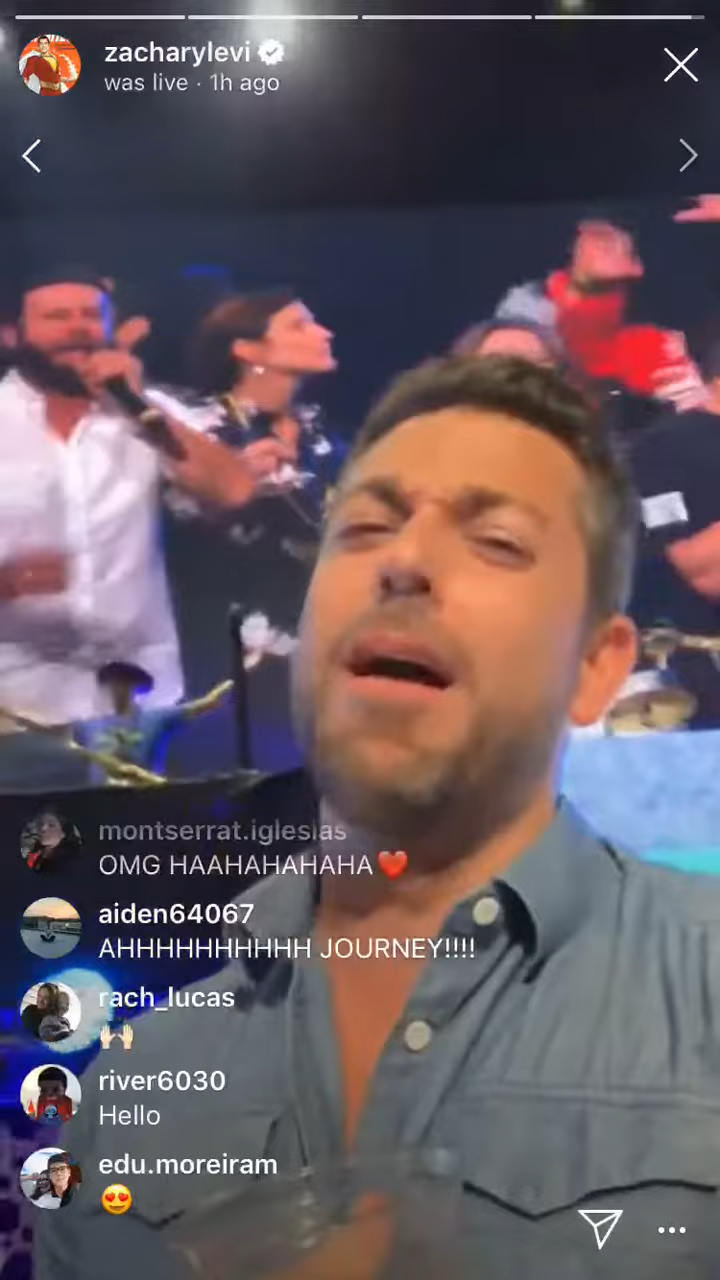 zacharylevi
was live · 1h ago
montserrat.iglesias
OMG HAAHAHAHAHA❤️
aiden64067
AHHHHHHHHHH JOURNEY!!!!
rach_lucas
🙌🏻
river6030
Hello
edu.moreiram
😍